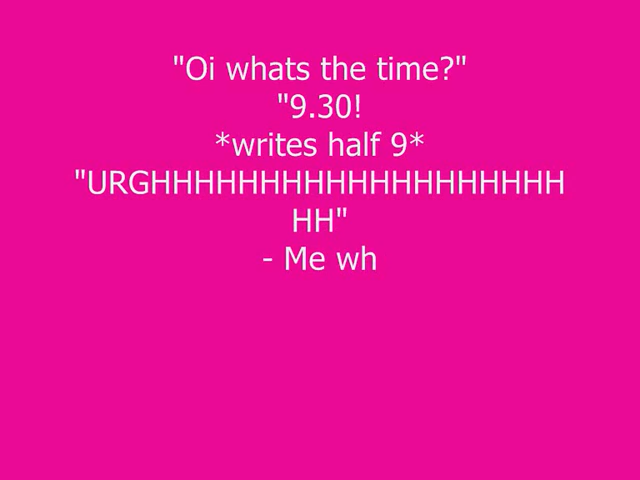 "Oi whats the time?"
"9.30!
*writes half 9*
"URGHHHHHHHHHHHHHHHHHHH
HH"
- Me wh